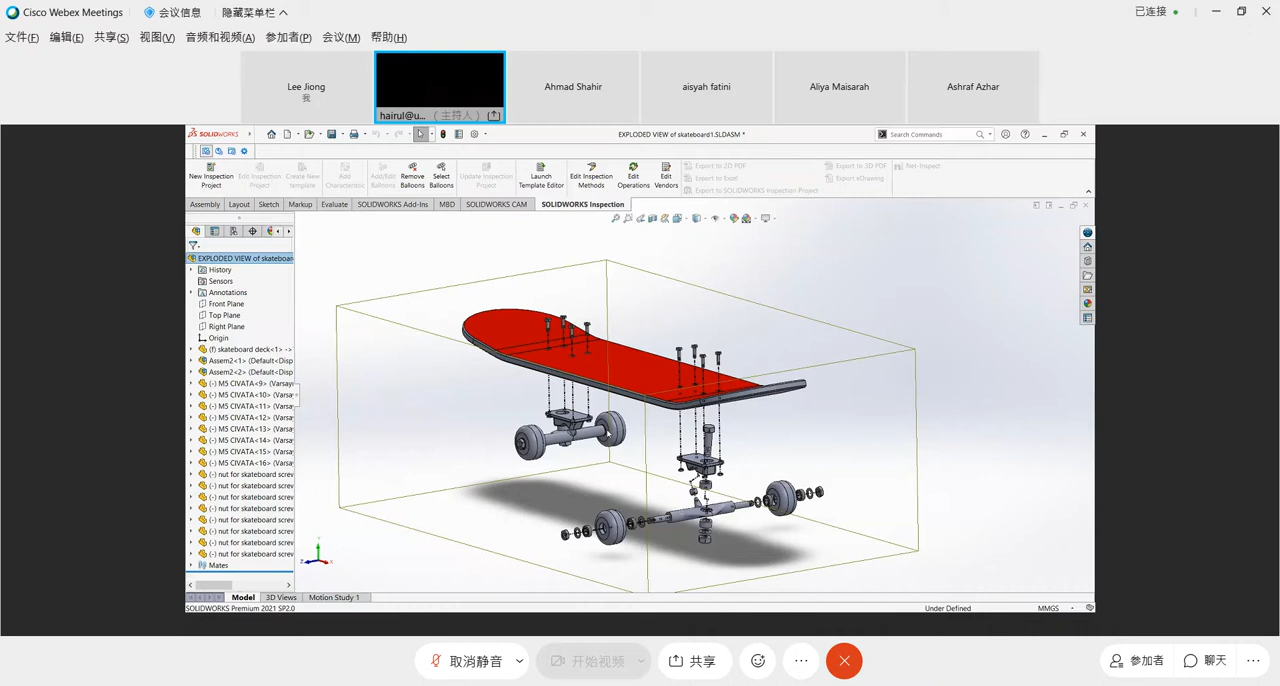 Cisco Webex Meetings 会议信息 隐藏菜单栏 已连接
文件(F) 编辑(E) 共享(S) 视图(V) 音频和视频(A) 参加者(P) 会议(M) 帮助(H)
Lee Jiong
我
hairul@u... (主持人)
Ahmad Shahir
aisyah fatini
Aliya Maisarah
Ashraf Azhar
SOLIDWORKS EXPLODED VIEW of skateboard1.SLDASM * Search Commands
New Inspection Project
Edit Inspection Project
Create New template
Add Characteristic
Add/Edit Balloons
Remove Balloons
Select Balloons
Update Inspection Project
Launch Template Editor
Edit Inspection Methods
Edit Operations
Edit Vendors
Export to 2D PDF
Export to Excel
Export to SOLIDWORKS Inspection Project
Export to 3D PDF
Export eDrawing
Net-Inspect
Assembly Layout Sketch Markup Evaluate SOLIDWORKS Add-Ins MBD SOLIDWORKS CAM SOLIDWORKS Inspection
EXPLODED VIEW of skateboar
History
Sensors
Annotations
Front Plane
Top Plane
Right Plane
Origin
(f) skateboard deck<1> ->
Assem2<1> (Default<Disp
Assem2<2> (Default<Disp
(-) M5 CIVATA<9> (Varsay
(-) M5 CIVATA<10> (Varsa
(-) M5 CIVATA<11> (Varsa
(-) M5 CIVATA<12> (Varsa
(-) M5 CIVATA<13> (Varsa
(-) M5 CIVATA<14> (Varsa
(-) M5 CIVATA<15> (Varsa
(-) M5 CIVATA<16> (Varsa
(-) nut for skateboard screw
(-) nut for skateboard screw
(-) nut for skateboard screw
(-) nut for skateboard screw
(-) nut for skateboard screw
(-) nut for skateboard screw
(-) nut for skateboard screw
(-) nut for skateboard screw
Mates
Model 3D Views Motion Study 1
SOLIDWORKS Premium 2021 SP2.0 Under Defined MMGS
取消静音 开始视频 共享 参加者 聊天